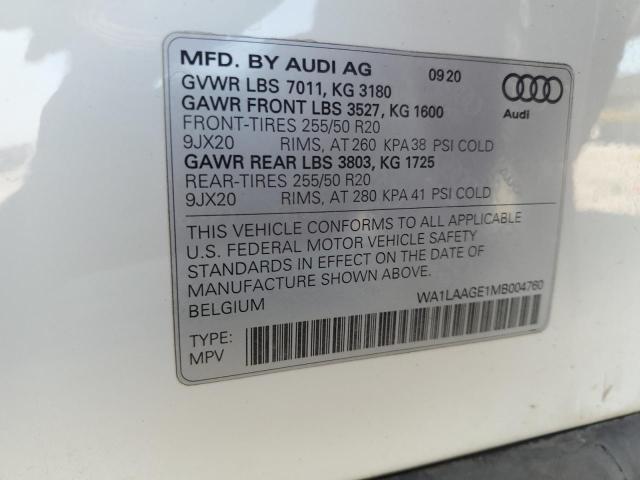 MFD. BY AUDI AG 09 20
GVWR LBS 7011, KG 3180
GAWR FRONT LBS 3527, KG 1600
FRONT-TIRES 255/50 R20
9JX20 RIMS, AT 260 KPA 38 PSI COLD
GAWR REAR LBS 3803, KG 1725
REAR-TIRES 255/50 R20
9JX20 RIMS, AT 280 KPA 41 PSI COLD
Audi
THIS VEHICLE CONFORMS TO ALL APPLICABLE
U.S. FEDERAL MOTOR VEHICLE SAFETY
STANDARDS IN EFFECT ON THE DATE OF
MANUFACTURE SHOWN ABOVE.
BELGIUM WA1LAAGE1MB004760
TYPE:
MPV